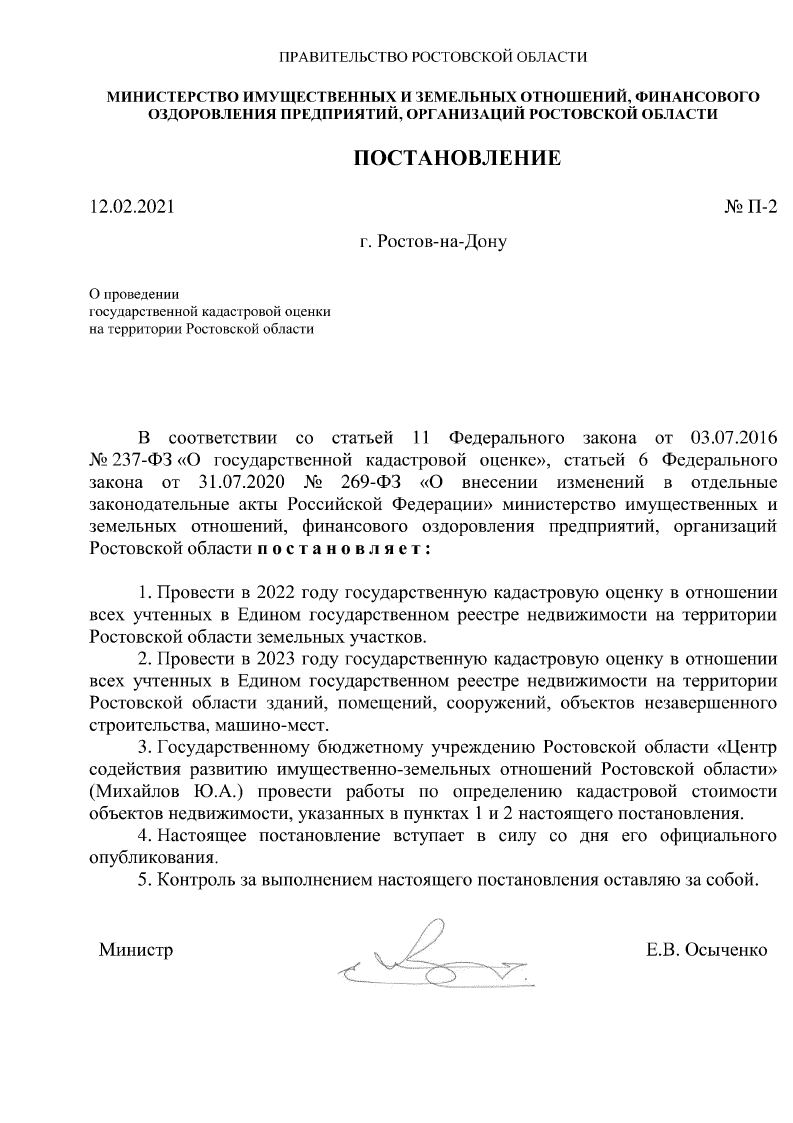 ПРАВИТЕЛЬСТВО РОСТОВСКОЙ ОБЛАСТИ
МИНИСТЕРСТВО ИМУЩЕСТВЕННЫХ И ЗЕМЕЛЬНЫХ ОТНОШЕНИЙ, ФИНАНСОВОГО
ОЗДОРОВЛЕНИЯ ПРЕДПРИЯТИЙ, ОРГАНИЗАЦИЙ РОСТОВСКОЙ ОБЛАСТИ
ПОСТАНОВЛЕНИЕ
12.02.2021 № П-2
г. Ростов-на-Дону
О проведении
государственной кадастровой оценки
на территории Ростовской области
В соответствии со статьей 11 Федерального закона от 03.07.2016
№ 237-ФЗ «О государственной кадастровой оценке», статьей 6 Федерального
закона от 31.07.2020 № 269-ФЗ «О внесении изменений в отдельные
законодательные акты Российской Федерации» министерство имущественных и
земельных отношений, финансового оздоровления предприятий, организаций
Ростовской области п о с т а н о в л я е т :
1. Провести в 2022 году государственную кадастровую оценку в отношении
всех учтенных в Едином государственном реестре недвижимости на территории
Ростовской области земельных участков.
2. Провести в 2023 году государственную кадастровую оценку в отношении
всех учтенных в Едином государственном реестре недвижимости на территории
Ростовской области зданий, помещений, сооружений, объектов незавершенного
строительства, машино-мест.
3. Государственному бюджетному учреждению Ростовской области «Центр
содействия развитию имущественно-земельных отношений Ростовской области»
(Михайлов Ю.А.) провести работы по определению кадастровой стоимости
объектов недвижимости, указанных в пунктах 1 и 2 настоящего постановления.
4. Настоящее постановление вступает в силу со дня его официального
опубликования.
5. Контроль за выполнением настоящего постановления оставляю за собой.
Министр Е.В. Осыченко